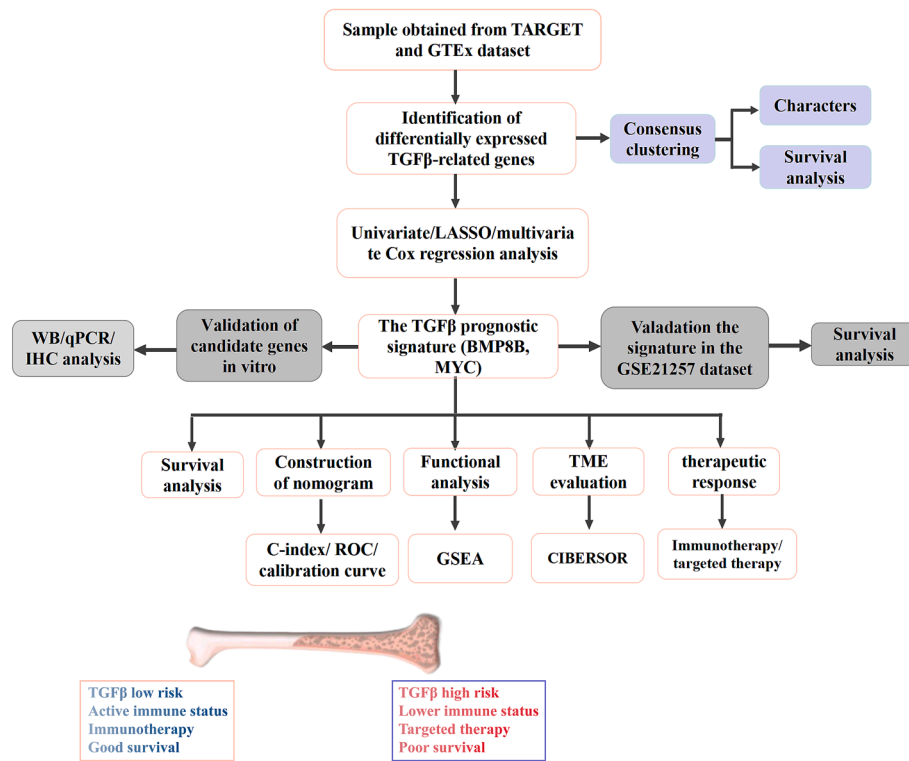 Sample obtained from TARGET
and GTEx dataset
Identification of
differentially expressed
TGFβ-related genes
Consensus
clustering
Characters
Survival
analysis
Univariate/LASSO/multivaria
te Cox regression analysis
WB/qPCR/
IHC analysis
Validation of
candidate genes
in vitro
The TGFβ prognostic
signature (BMP8B,
MYC)
Valadation the
signature in the
GSE21257 dataset
Survival
analysis
Survival
analysis
Construction
of nomogram
Functional
analysis
TME
evaluation
therapeutic
response
C-index/ ROC/
calibration curve
GSEA
CIBERSOR
Immunotherapy/
targeted therapy
TGFβ low risk
Active immune status
Immunotherapy
Good survival
TGFβ high risk
Lower immune status
Targeted therapy
Poor survival